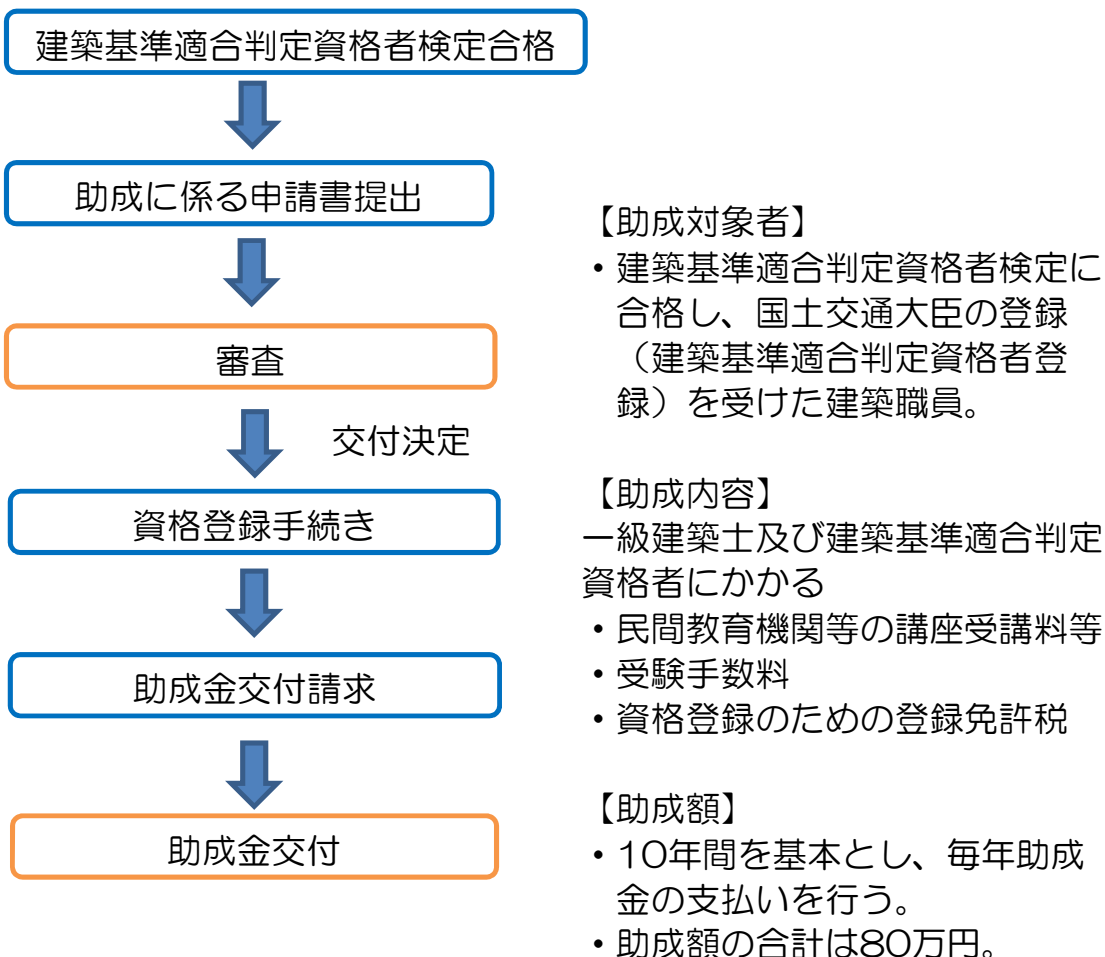 建築基準適合判定資格者検定合格
助成に係る申請書提出
審査
交付決定
資格登録手続き
助成金交付請求
助成金交付
【助成対象者】
・建築基準適合判定資格者検定に
合格し、国土交通大臣の登録
（建築基準適合判定資格者登
録）を受けた建築職員。
【助成内容】
一級建築士及び建築基準適合判定
資格者にかかる
・民間教育機関等の講座受講料等
・受験手数料
・資格登録のための登録免許税
【助成額】
・10年間を基本とし、毎年助成
金の支払いを行う。
・助成額の合計は80万円。